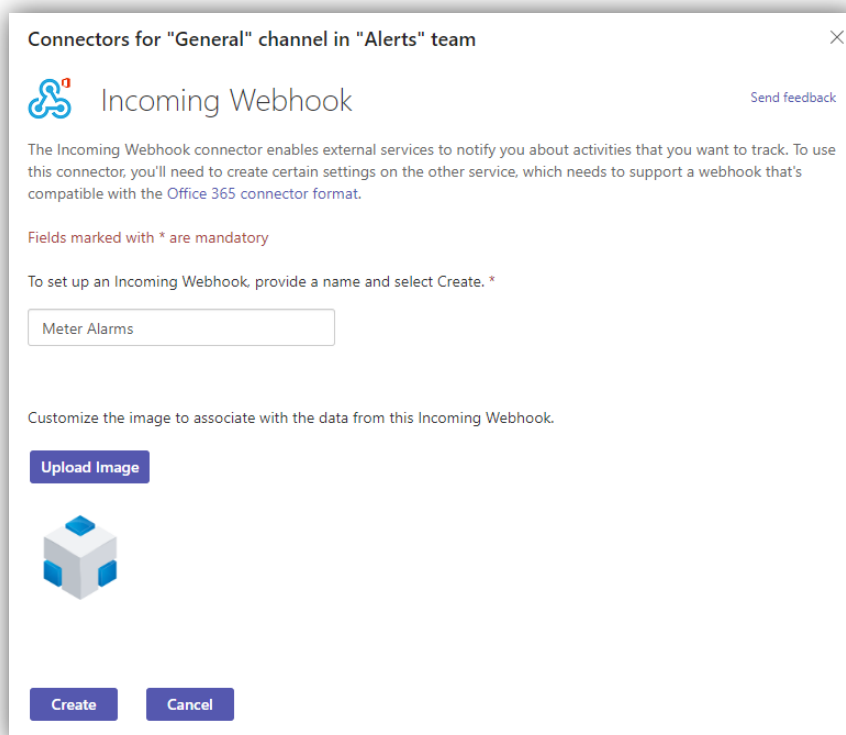 Connectors for "General" channel in "Alerts" team
Incoming Webhook
Send feedback
The Incoming Webhook connector enables external services to notify you about activities that you want to track. To use
this connector, you'll need to create certain settings on the other service, which needs to support a webhook that's
compatible with the Office 365 connector format.
Fields marked with * are mandatory
To set up an Incoming Webhook, provide a name and select Create. *
Meter Alarms
Customize the image to associate with the data from this Incoming Webhook.
Upload Image
Create
Cancel